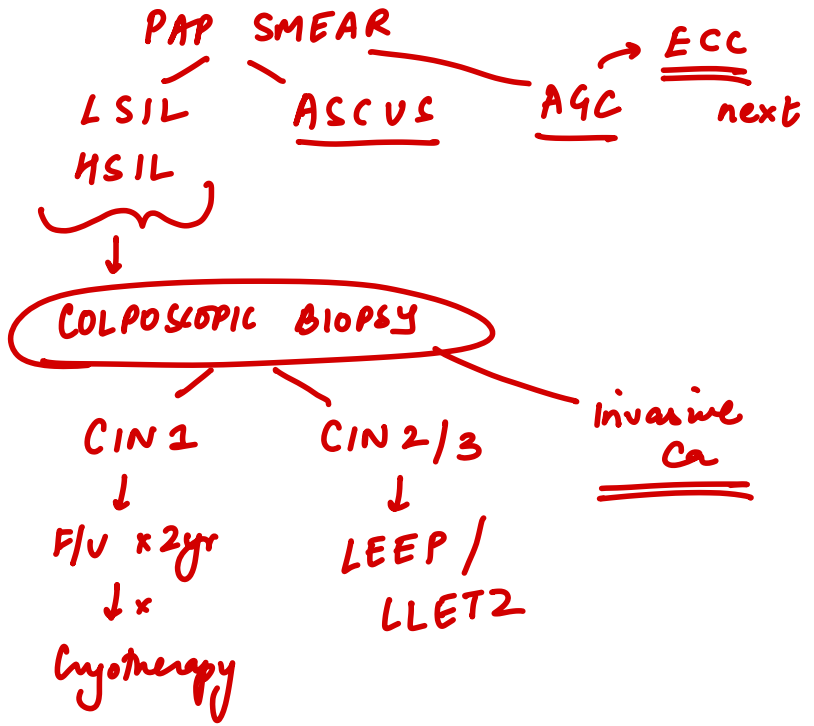 PAP SMEAR
ECC
next
LSIL
ASCUS
AGC
HSIL
COLPOSCOPIC BIOPSY
CIN 1
CIN 2/3
invasive
Ca
F/U x 2yr
LEEP /
LLETZ
x
Cryotherapy